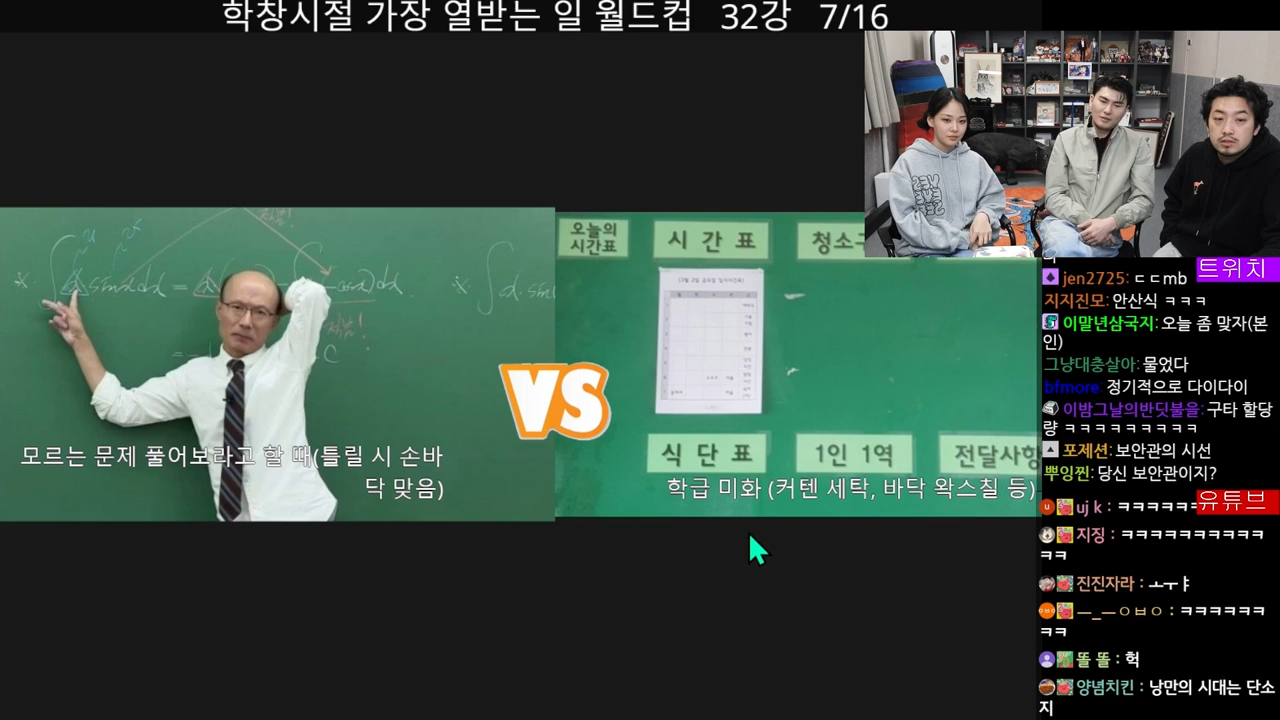 학창시절 가장 열받는 일 월드컵 32강 7/16
오늘의
시간표
시 간 표
청소
VS
모르는 문제 풀어보라고 할 때(틀릴 시 손바
닥 맞음)
식 단 표
1인 1역
전달사항
학급 미화 (커텐 세탁, 바닥 왁스칠 등)
트위치
jen2725: ㄷㄷmb
지지진모: 안산식 ㅋㅋㅋ
이말년삼국지: 오늘 좀 맞자(본
인)
그냥대충살아: 물었다
bfmore: 정기적으로 다이다이
이밤그날의반딧불을: 구타 할당
량 ㅋㅋㅋㅋㅋㅋㅋㅋㅋ
포제션: 보안관의 시선
뿌잉찐: 당신 보안관이지?
유튜브
uj k : ㅋㅋㅋㅋㅋ
지징 : ㅋㅋㅋㅋㅋㅋㅋㅋㅋㅋ
ㅋㅋ
진진자라 : ㅗㅜㅑ
ㅡ_ㅡㅇㅂㅇ : ㅋㅋㅋㅋㅋㅋ
ㅋㅋ
똘 똘 : 헉
양념치킨 : 낭만의 시대는 단소
지